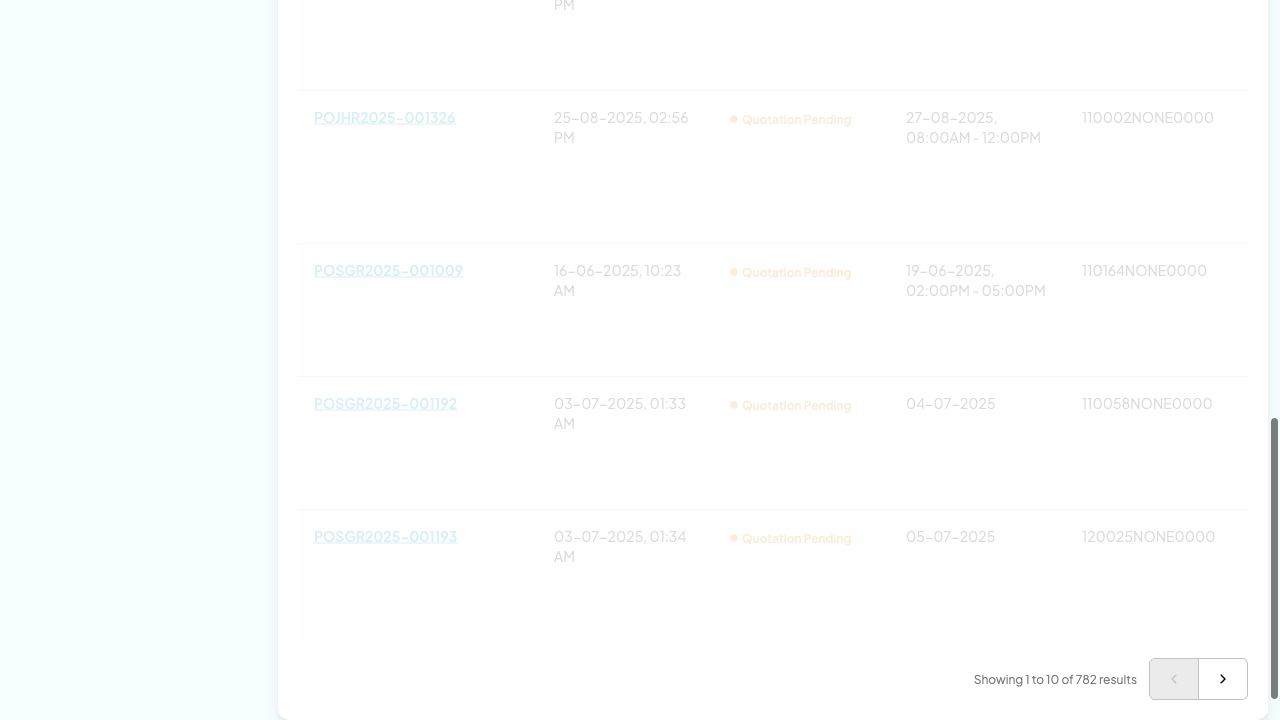 PM
POJHR2025-001326 25-08-2025, 02:56 Quotation Pending 27-08-2025, 110002NONE0000
PM 08:00AM - 12:00PM
POSGR2025-001009 16-06-2025, 10:23 Quotation Pending 19-06-2025, 110164NONE0000
AM 02:00PM - 05:00PM
POSGR2025-001192 03-07-2025, 01:33 Quotation Pending 04-07-2025 110058NONE0000
AM
POSGR2025-001193 03-07-2025, 01:34 Quotation Pending 05-07-2025 120025NONE0000
AM
Showing 1 to 10 of 782 results